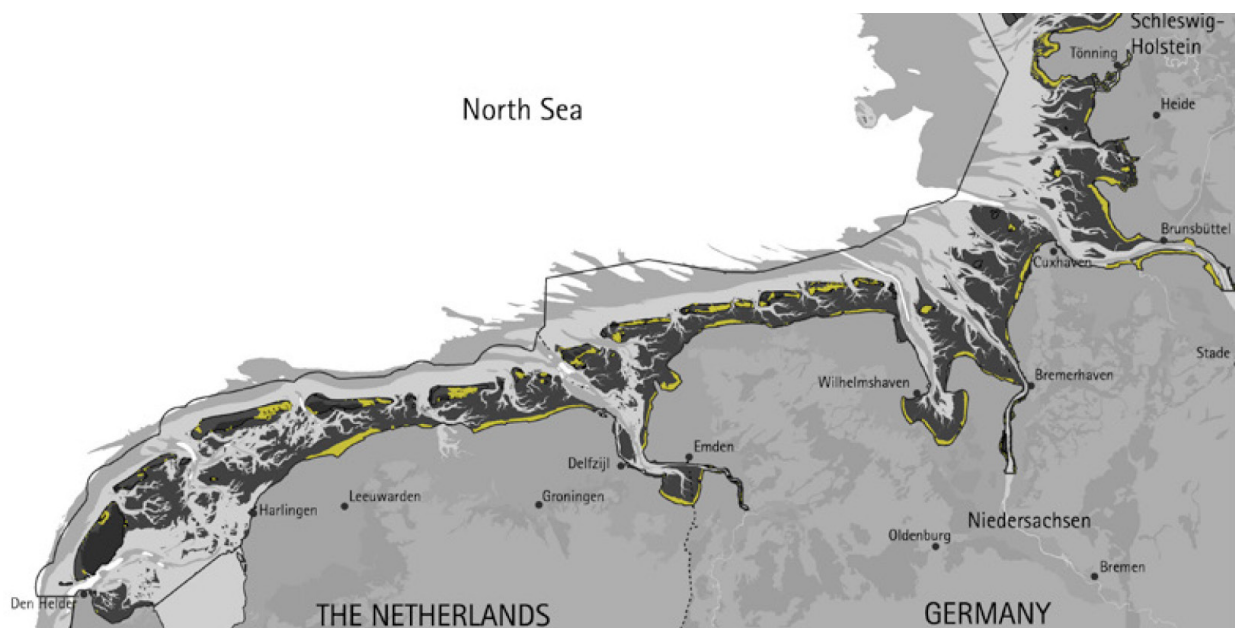 Schleswig-
Holstein
Tönning
Heide
North Sea
Brunsbüttel
Cuxhaven
Stade
Wilhelmshaven
Bremerhaven
Emden
Delfzijl
Leeuwarden
Groningen
Harlingen
Niedersachsen
Oldenburg
Bremen
Den Helder
THE NETHERLANDS
GERMANY